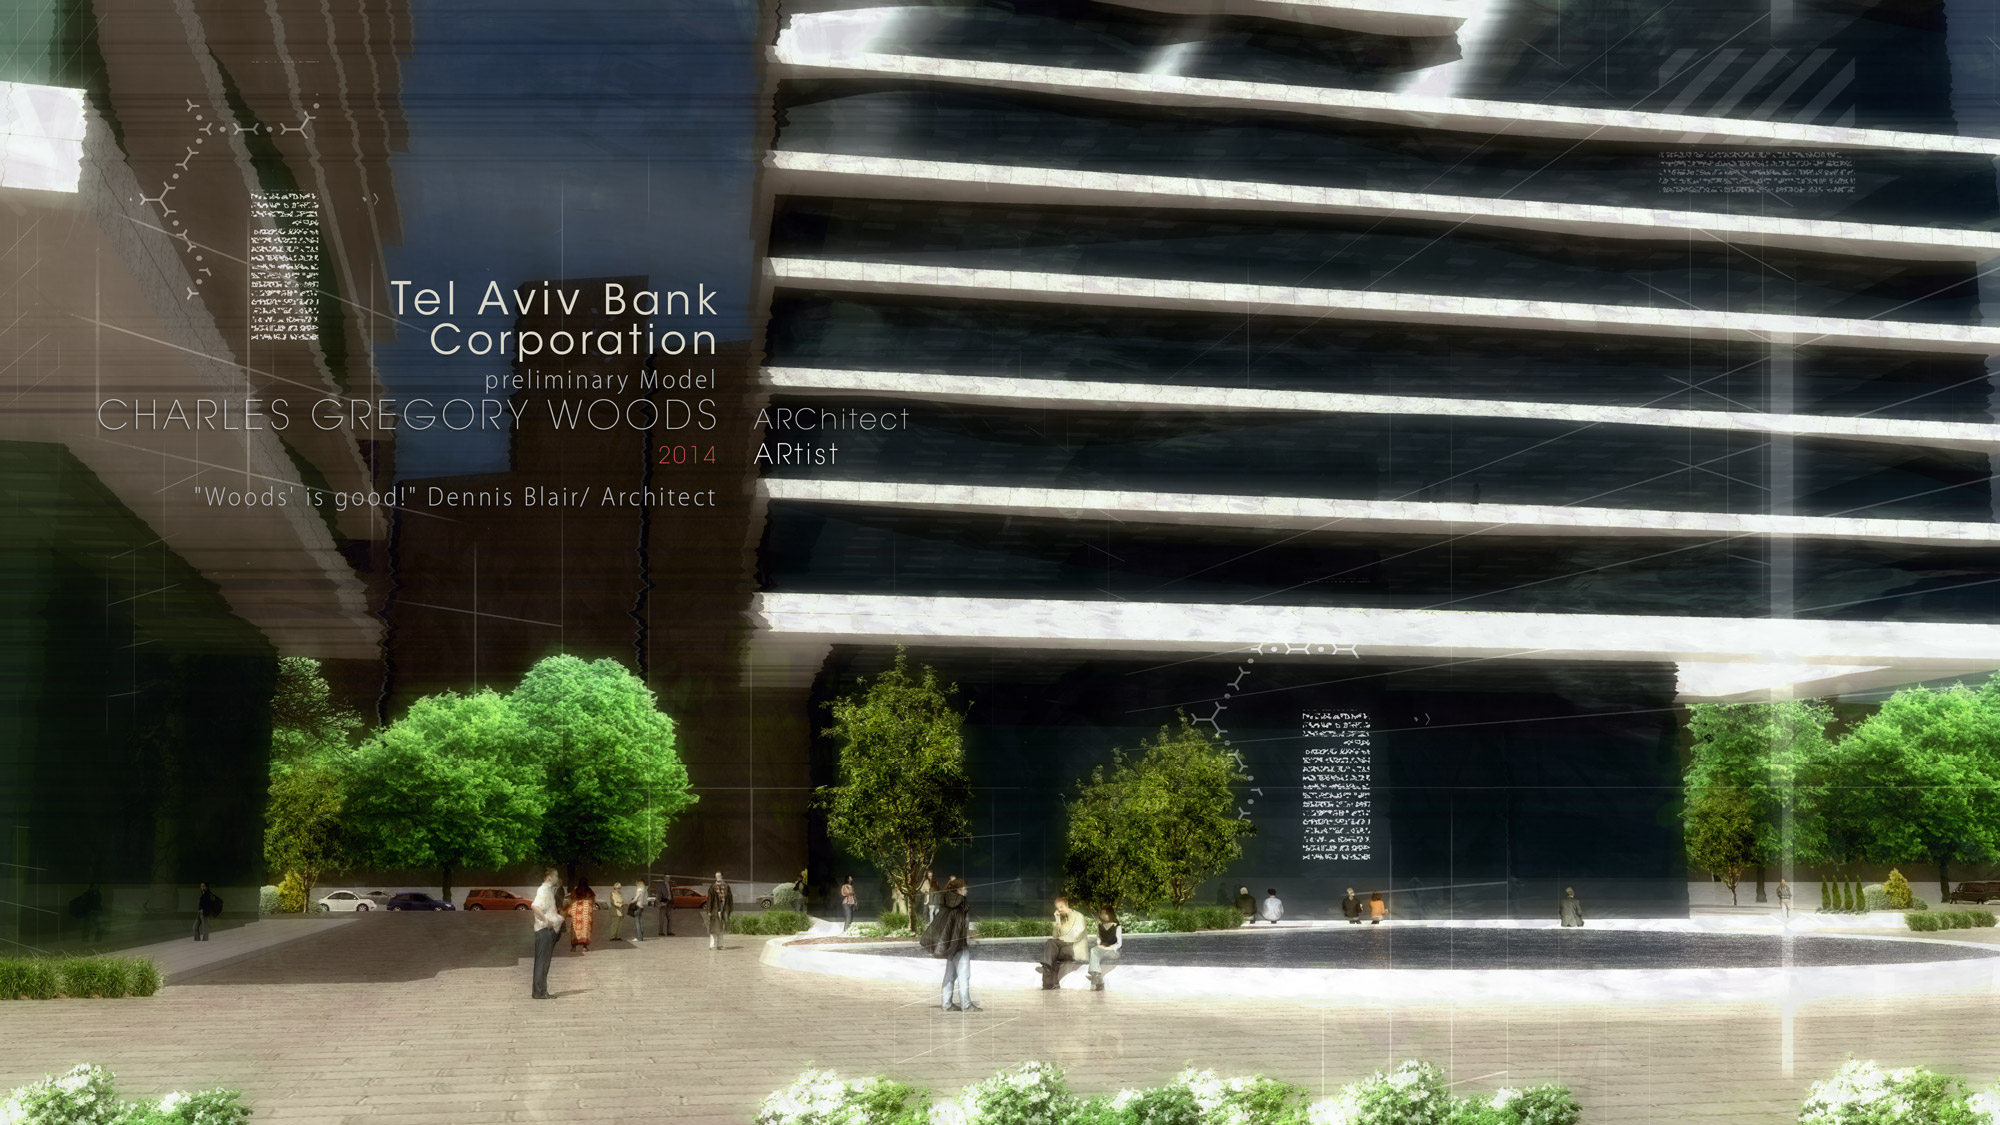 Tel Aviv Bank
Corporation
preliminary Model
CHARLES GREGORY WOODS ARChitect
2014 ARtist
"Woods' is good!" Dennis Blair/ Architect